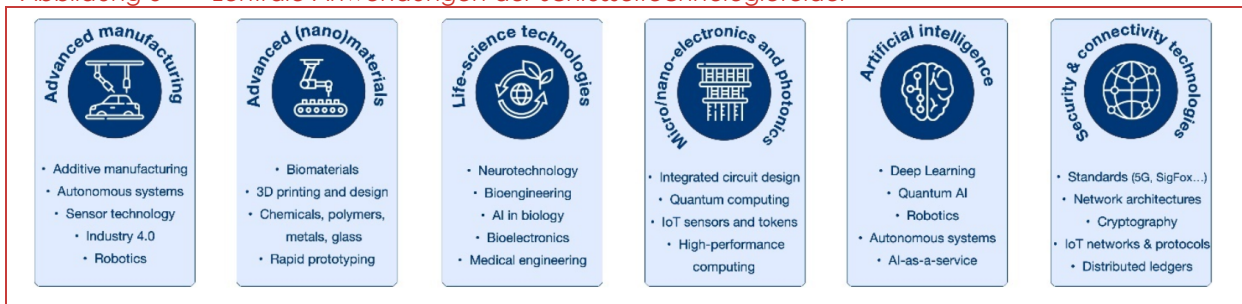 Advanced manufacturing
• Additive manufacturing
• Autonomous systems
• Sensor technology
• Industry 4.0
• Robotics
Advanced (nano)materials
• Biomaterials
• 3D printing and design
• Chemicals, polymers,
metals, glass
• Rapid prototyping
Life-science technologies
• Neurotechnology
• Bioengineering
• AI in biology
• Bioelectronics
• Medical engineering
Micro/nano-electronics and photonics
• Integrated circuit design
• Quantum computing
• IoT sensors and tokens
• High-performance
computing
Artificial intelligence
• Deep Learning
• Quantum AI
• Robotics
• Autonomous systems
• AI-as-a-service
Security & connectivity technologies
• Standards (5G, SigFox...)
• Network architectures
• Cryptography
• IoT networks & protocols
• Distributed ledgers